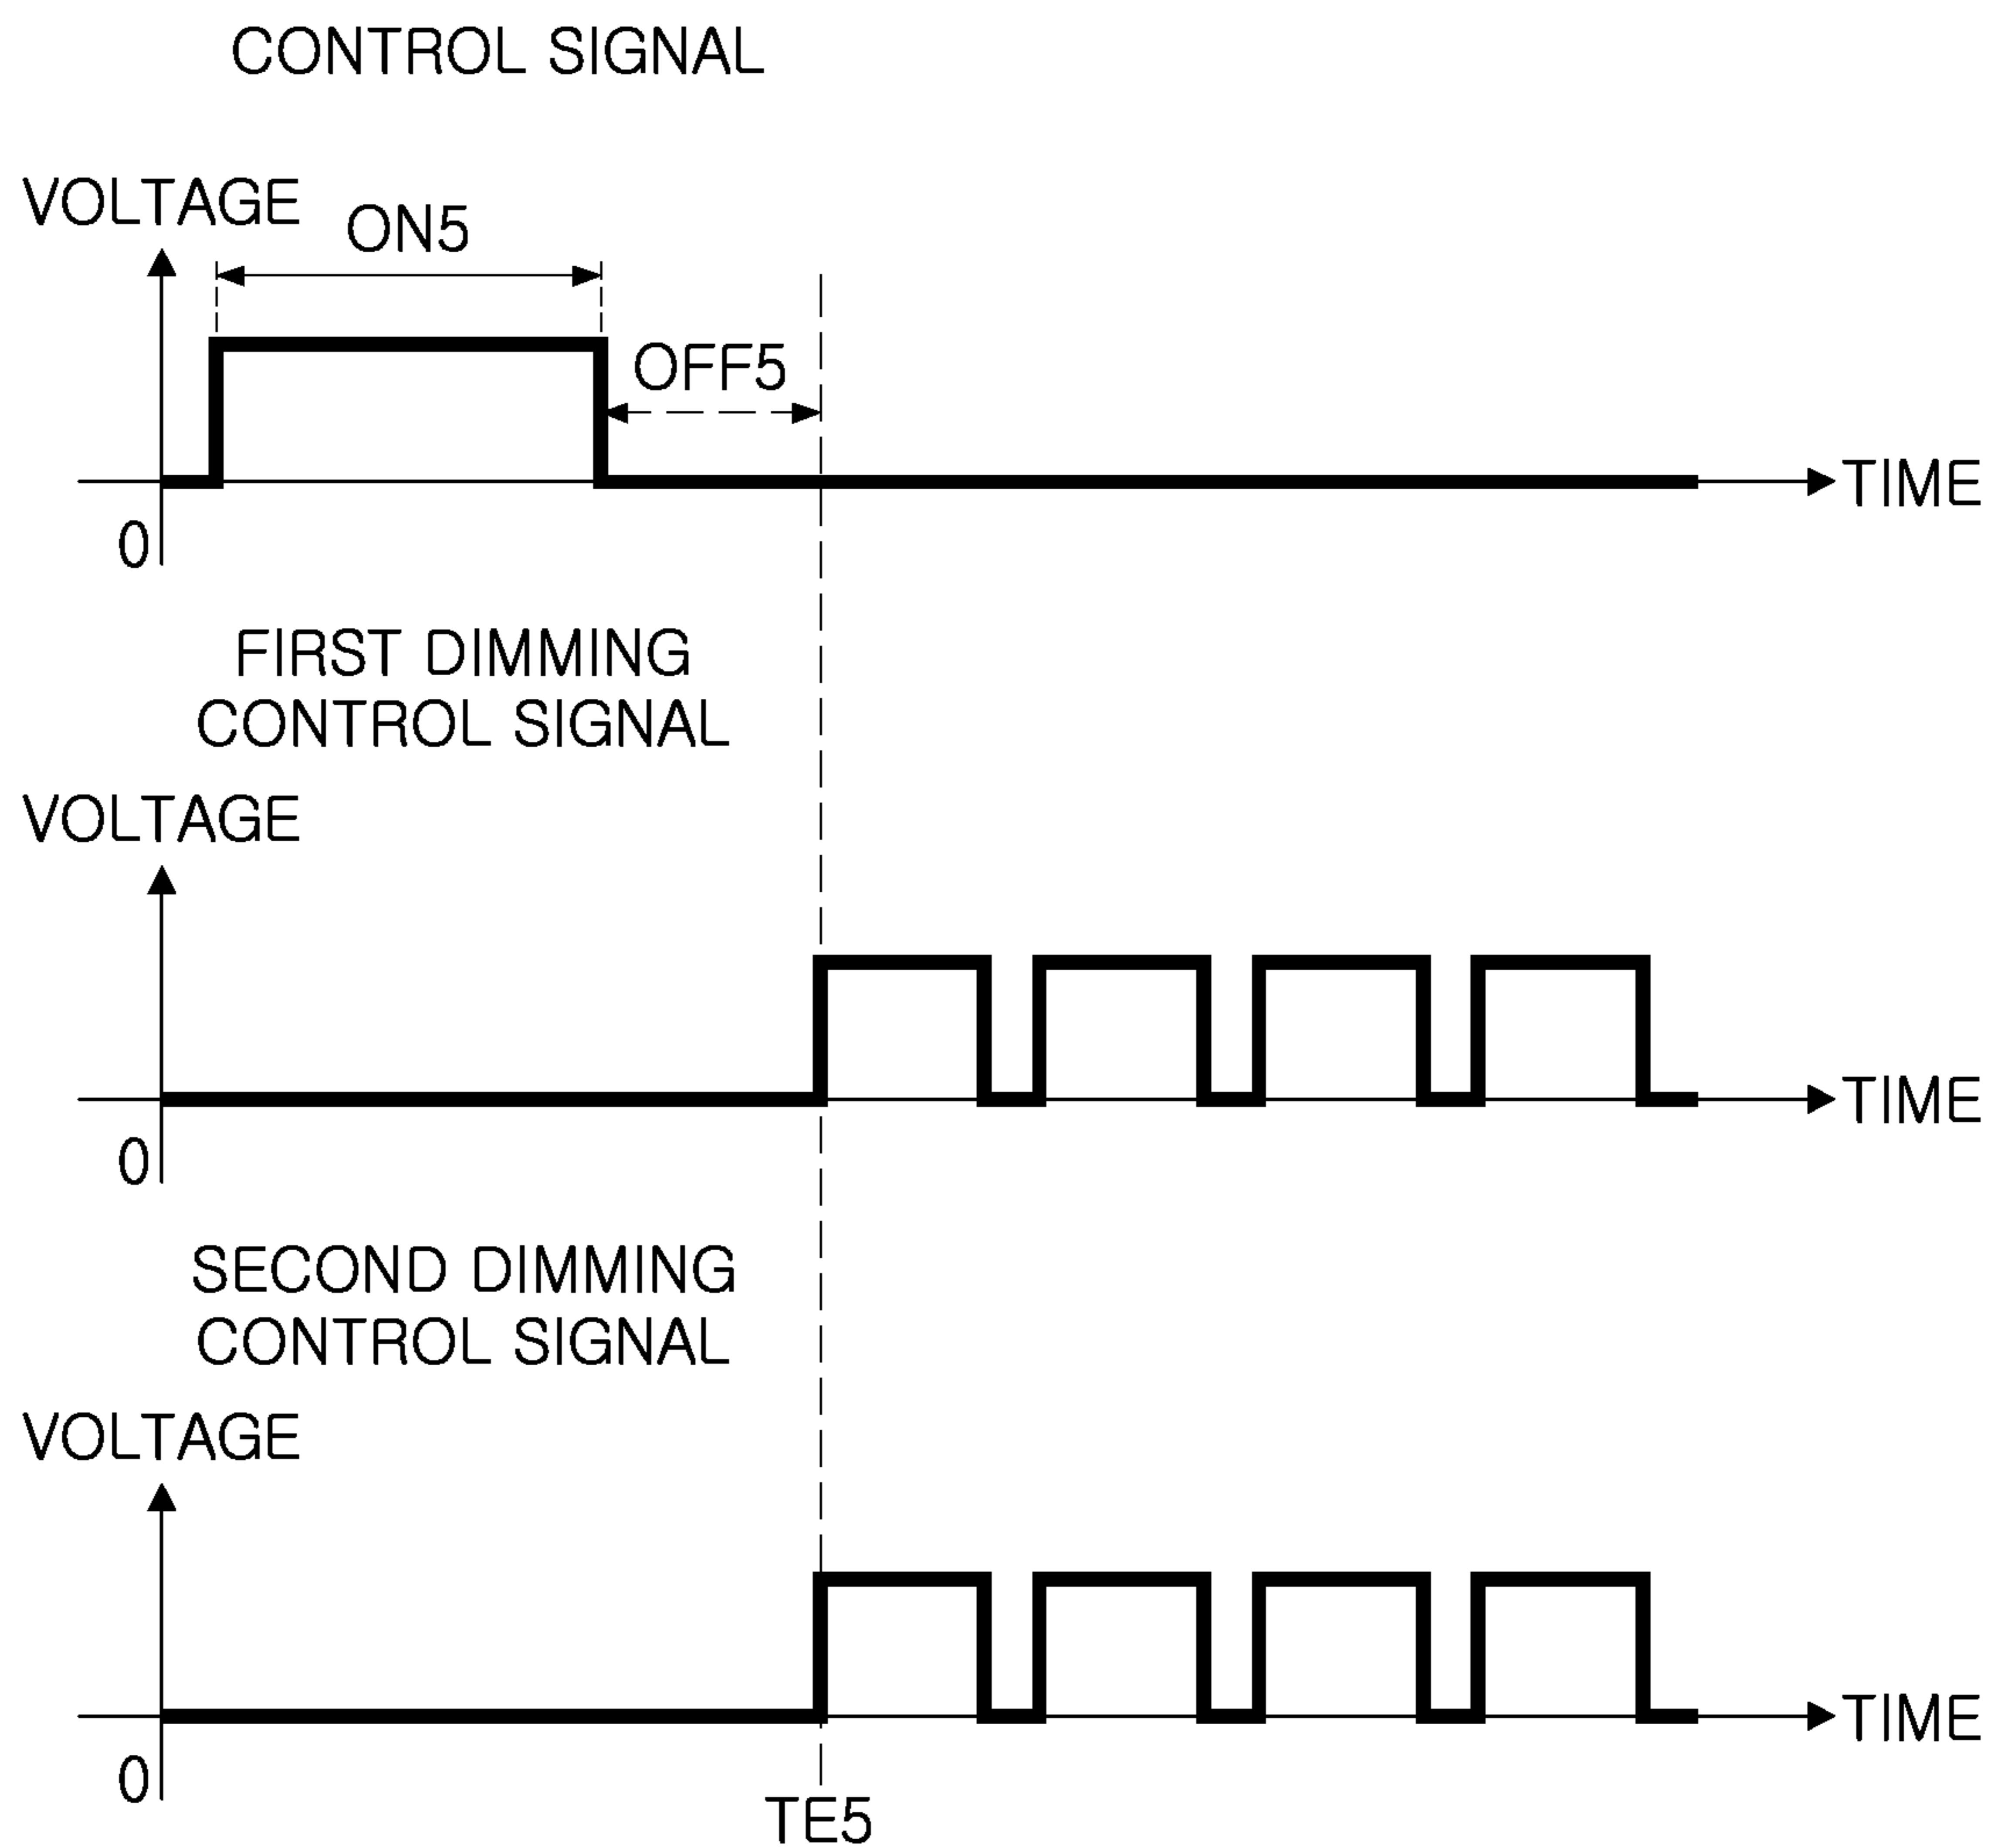 CONTROL SIGNAL
VOLTAGE
ON5
OFF5
TIME
0
FIRST DIMMING
CONTROL SIGNAL
VOLTAGE
TIME
0
SECOND DIMMING
CONTROL SIGNAL
VOLTAGE
TIME
0
TE5